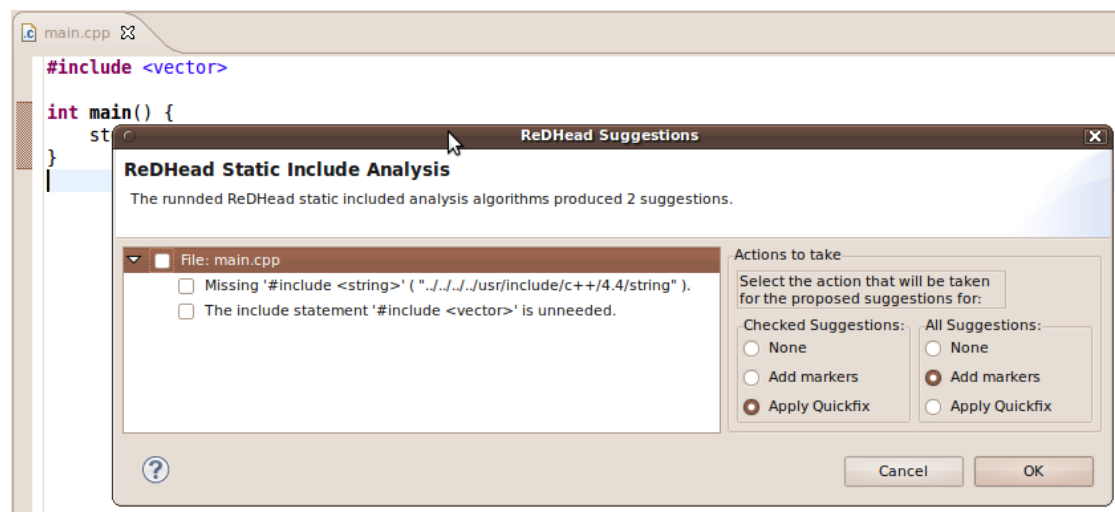 .c main.cpp
#include <vector>
int main() {
st
}
ReDHead Suggestions
ReDHead Static Include Analysis
The runnded ReDHead static included analysis algorithms produced 2 suggestions.
File: main.cpp
Missing '#include <string>' ( "../../../../usr/include/c++/4.4/string" ).
The include statement '#include <vector>' is unneeded.
Actions to take
Select the action that will be taken
for the proposed suggestions for:
Checked Suggestions: All Suggestions:
None None
Add markers Add markers
Apply Quickfix Apply Quickfix
? Cancel OK